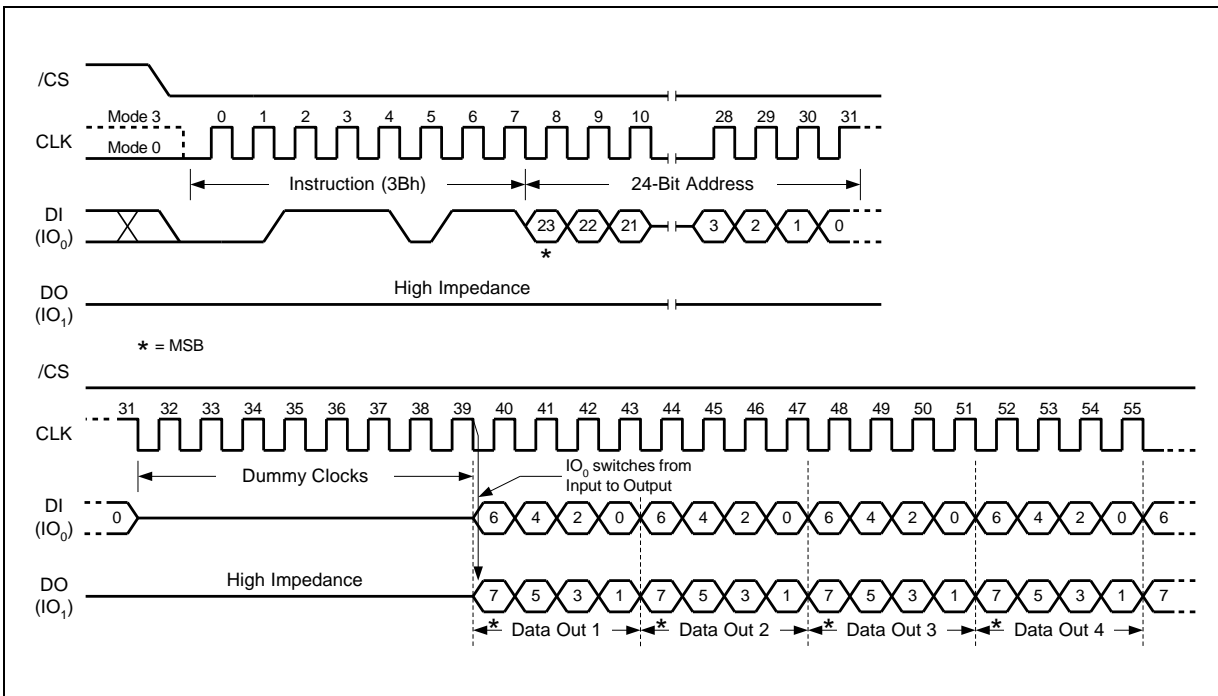 /CS
Mode 3
0 1 2 3 4 5 6 7 8 9 10 28 29 30 31
CLK
Mode 0
Instruction (3Bh)
24-Bit Address
DI
(IO0)
23 22 21 3 2 1 0
*
High Impedance
DO
(IO1)
* = MSB
/CS
31 32 33 34 35 36 37 38 39 40 41 42 43 44 45 46 47 48 49 50 51 52 53 54 55
CLK
Dummy Clocks
IO0 switches from
Input to Output
DI
(IO0)
0 6 4 2 0 6 4 2 0 6 4 2 0 6 4 2 0 6
High Impedance
DO
(IO1)
7 5 3 1 7 5 3 1 7 5 3 1 7 5 3 1 7
* Data Out 1 * Data Out 2 * Data Out 3 * Data Out 4